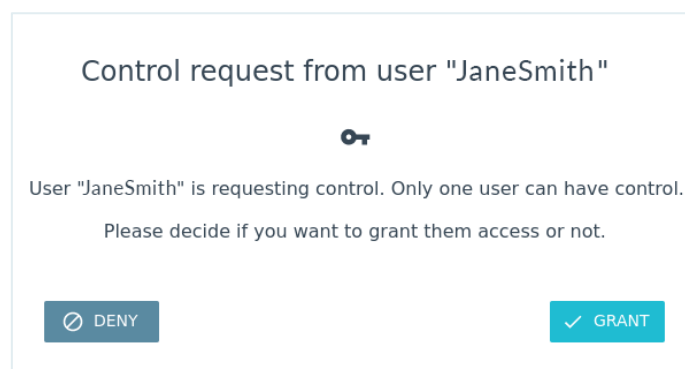 Control request from user "JaneSmith"
User "JaneSmith" is requesting control. Only one user can have control.
Please decide if you want to grant them access or not.
DENY
GRANT